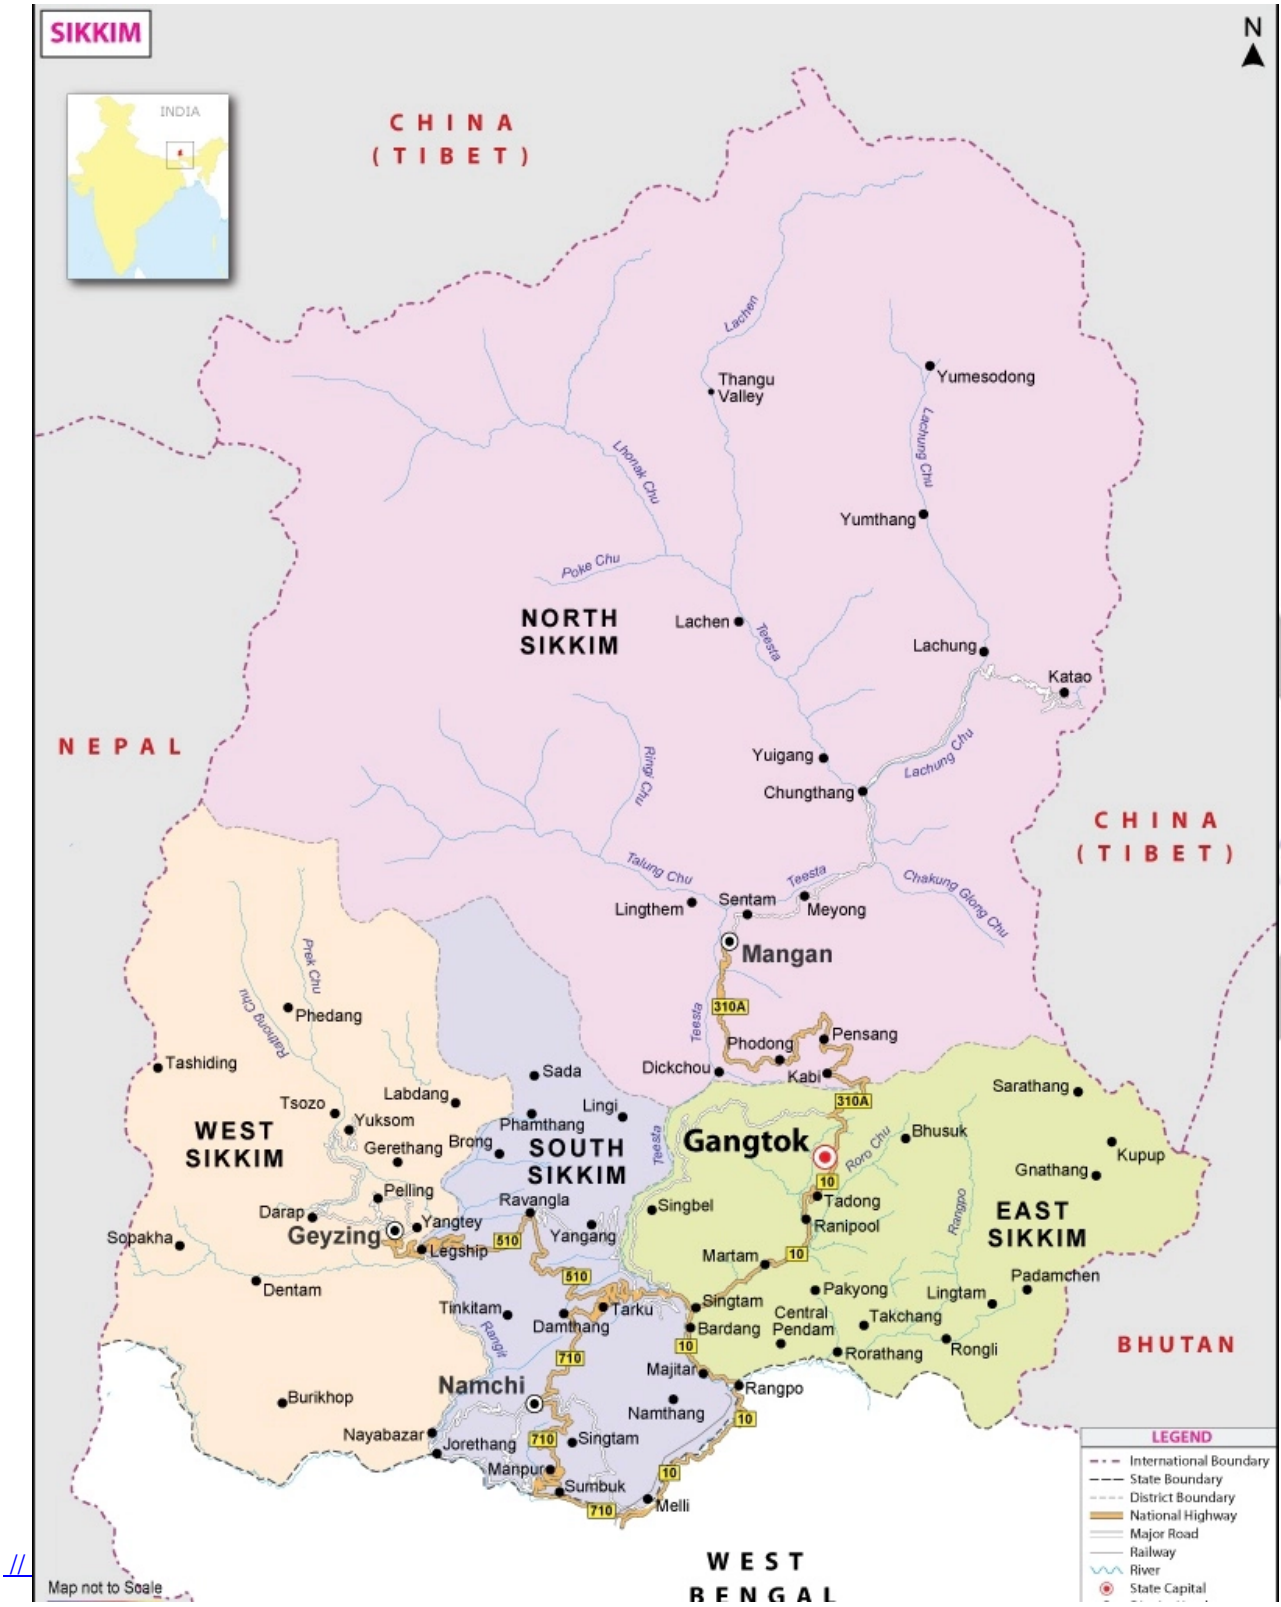 SIKKIM
N
INDIA
CHINA
(TIBET)
Lachen
Thangu
Valley
Yumesodong
Lachung Chu
Lhonak Chu
Yumthang
Poke Chu
NORTH
SIKKIM
Lachen
Teesta
Lachung
Katao
NEPAL
Yuigang
Lachung Chu
Ringi Chu
Chungthang
CHINA
(TIBET)
Talung Chu
Teesta
Chakung Glong Chu
Lingthem
Sentam
Meyong
Mangan
Prek Chu
Rathong Chu
Phedang
310A
Teesta
Pensang
Phodong
Tashiding
Sada
Dickchou
Kabi
Sarathang
Labdang
310A
Tsozo
Lingi
Yuksom
Phamthang
WEST
SIKKIM
Gerethang
Brong
SOUTH
SIKKIM
Teesta
Gangtok
Roro Chu
Bhusuk
Kupup
Gnathang
10
Pelling
Ravangla
Singbel
Tadong
Rangpo
EAST
SIKKIM
Darap
Geyzing
Yangtey
Yangang
Ranipool
Sopakha
Legship
510
Martam
10
510
Padamchen
Dentam
Pakyong
Lingtam
Tinkitam
Tarku
Singtam
Central
Pendam
Takchang
Damthang
Bardang
Rangit
10
Rongli
BHUTAN
710
Rorathang
Majitar
Namchi
Rangpo
Burikhop
Namthang
10
Nayabazar
Jorethang
710
Singtam
Manpur
10
Sumbuk
710
Melli
LEGEND
International Boundary
State Boundary
District Boundary
National Highway
Major Road
Railway
River
State Capital
WEST
BENGAL
//
Map not to Scale